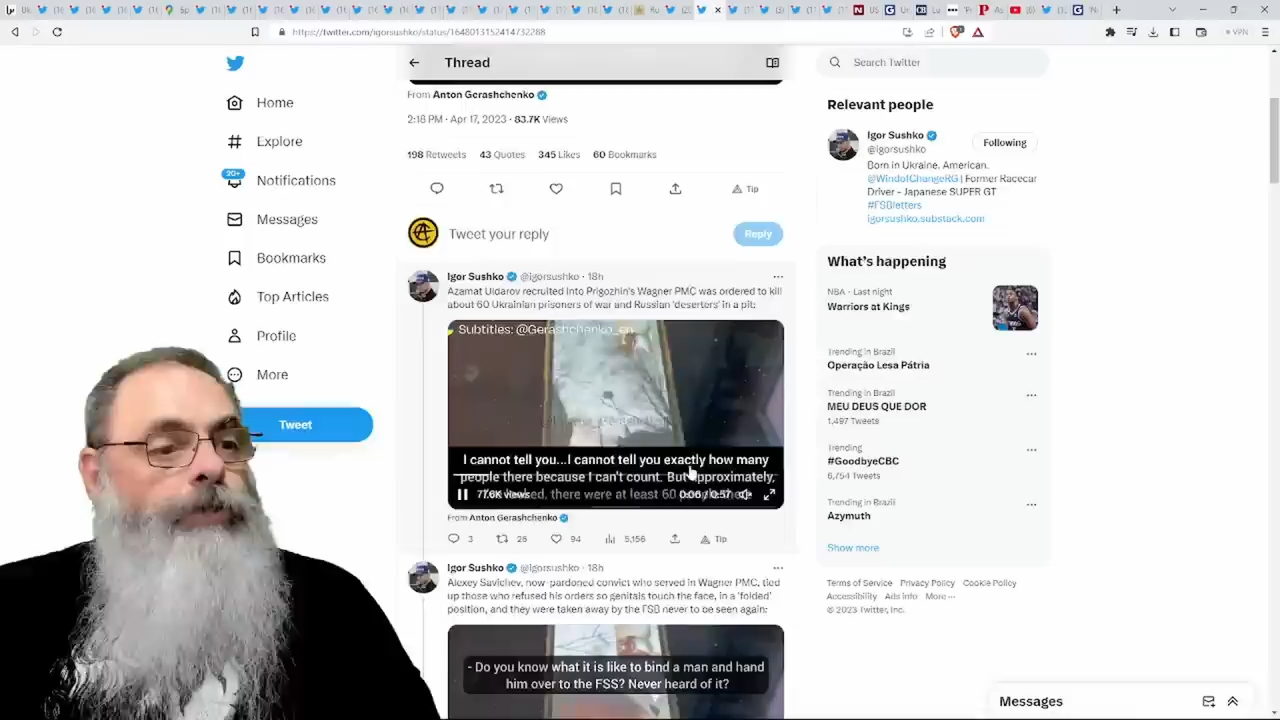 https://twitter.com/igorsushko/status/1648013152414732288
VPN
Home
Explore
20+
Notifications
Messages
Bookmarks
Top Articles
Profile
More
Tweet
Thread
From Anton Gerashchenko
2:18 PM · Apr 17, 2023 · 83.7K Views
198 Retweets 43 Quotes 345 Likes 60 Bookmarks
Tip
Tweet your reply
Reply
Igor Sushko @igorsushko · 18h
Azamat Uldarov recruited into Prigozhin's Wagner PMC was ordered to kill
about 60 Ukrainian prisoners of war and Russian 'deserters' in a pit:
Subtitles: @Gerashchenko_en
I cannot tell you...I cannot tell you exactly how many
people there because I can't count. But approximately,
there were at least 60
77.6K views
0:06 / 0:57
From Anton Gerashchenko
3 26 94 5,156 Tip
Igor Sushko @igorsushko · 18h
Alexey Savichev, now-pardoned convict who served in Wagner PMC, tied
up those who refused his orders so genitals touch the face, in a 'folded'
position, and they were taken away by the FSB never to be seen again:
- Do you know what it is like to bind a man and hand
him over to the FSS? Never heard of it?
Search Twitter
Relevant people
Igor Sushko
@igorsushko
Following
Born in Ukraine. American.
@WindofChangeRG | Former Racecar
Driver - Japanese SUPER GT
#FSBletters
igorsushko.substack.com
What's happening
NBA · Last night
Warriors at Kings
Trending in Brazil
Operação Lesa Pátria
Trending in Brazil
MEU DEUS QUE DOR
1,497 Tweets
Trending
#GoodbyeCBC
6,754 Tweets
Trending in Brazil
Azymuth
Show more
Terms of Service Privacy Policy Cookie Policy
Accessibility Ads info More ···
© 2023 Twitter, Inc.
Messages